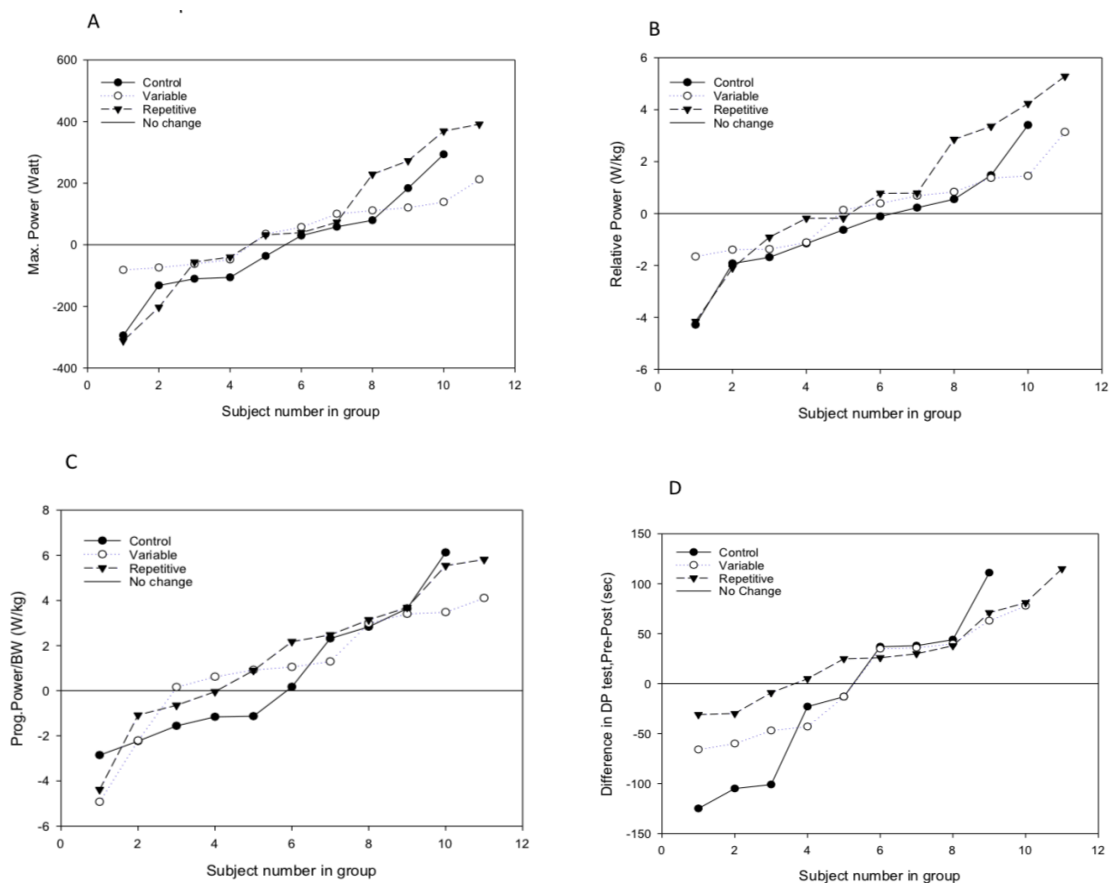 A
Max. Power (Watt)
600
400
200
0
-200
-400
Control
Variable
Repetitive
No change
0 2 4 6 8 10 12
Subject number in group
B
Relative Power (W/kg)
6
4
2
0
-2
-4
-6
Control
Variable
Repetitive
No change
0 2 4 6 8 10 12
Subject number in group
C
Prog.Power/BW (W/kg)
8
6
4
2
0
-2
-4
-6
Control
Variable
Repetitive
No change
0 2 4 6 8 10 12
Subject number in group
D
Difference in DP test,Pre-Post (sec)
150
100
50
0
-50
-100
-150
Control
Variable
Repetitive
No Change
0 2 4 6 8 10 12
Subject number in group